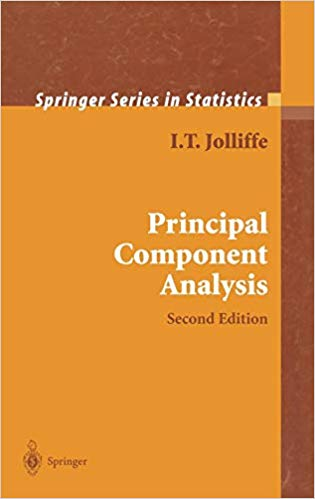 Springer Series in Statistics
I.T. Jolliffe
Principal
Component
Analysis
Second Edition
Springer